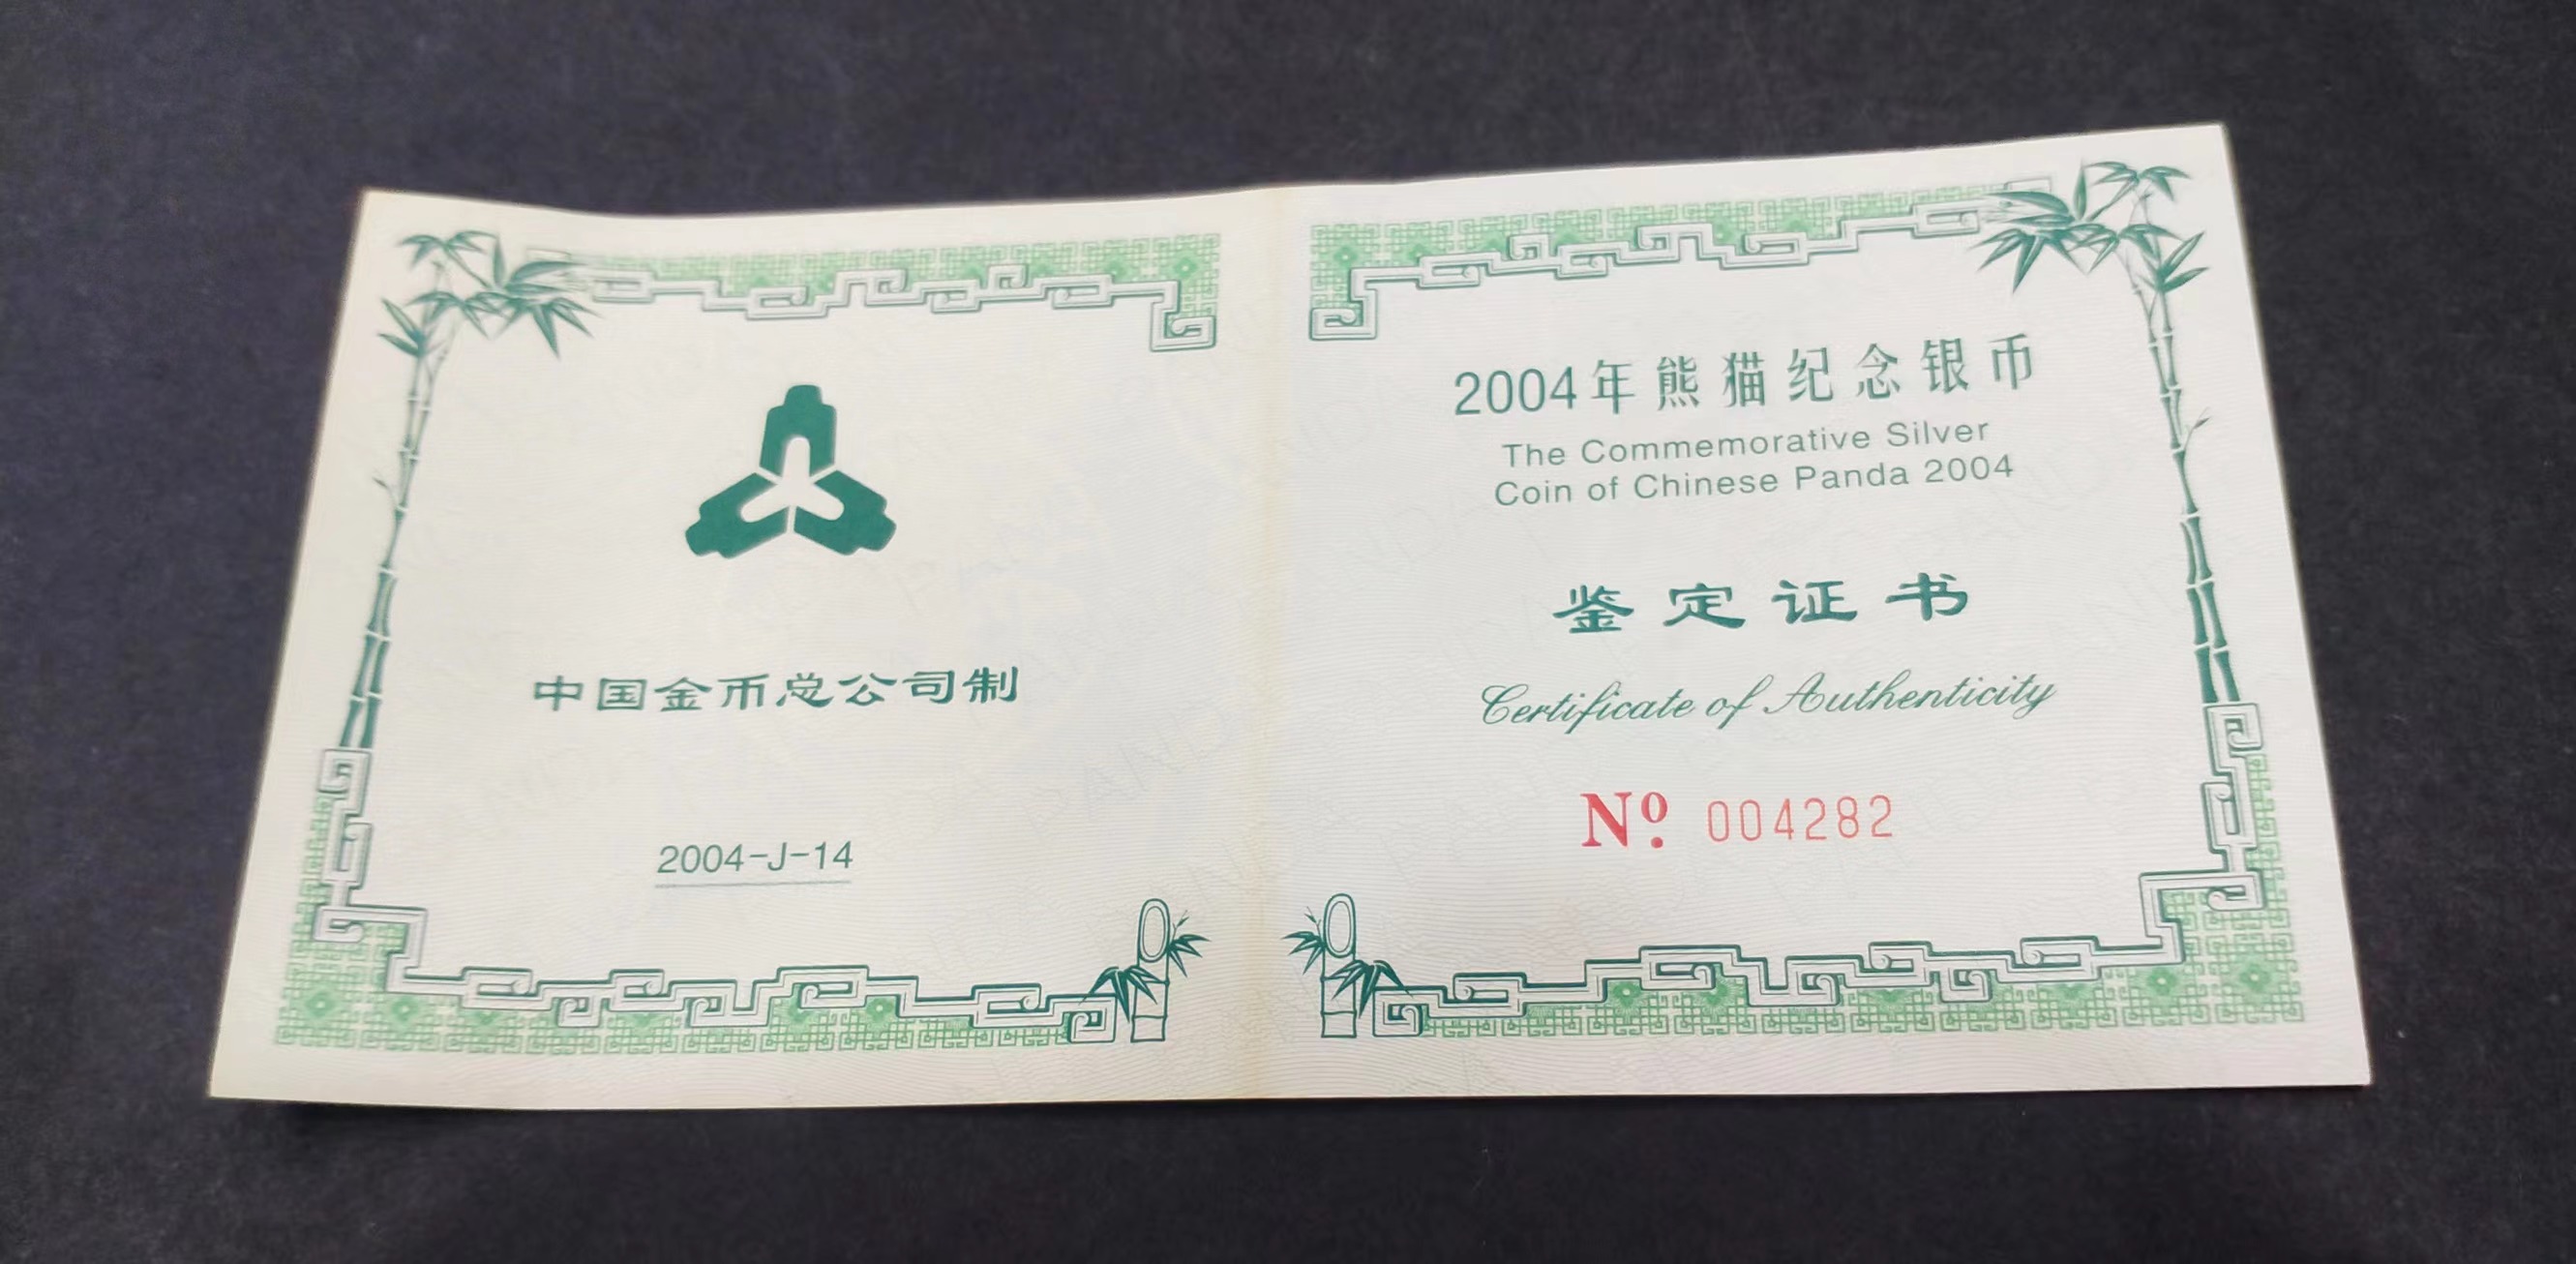 中国金币总公司制
2004-J-14
2004年熊猫纪念银币
The Commemorative Silver
Coin of Chinese Panda 2004
鉴定证书
Certificate of Authenticity
Nº. 004282